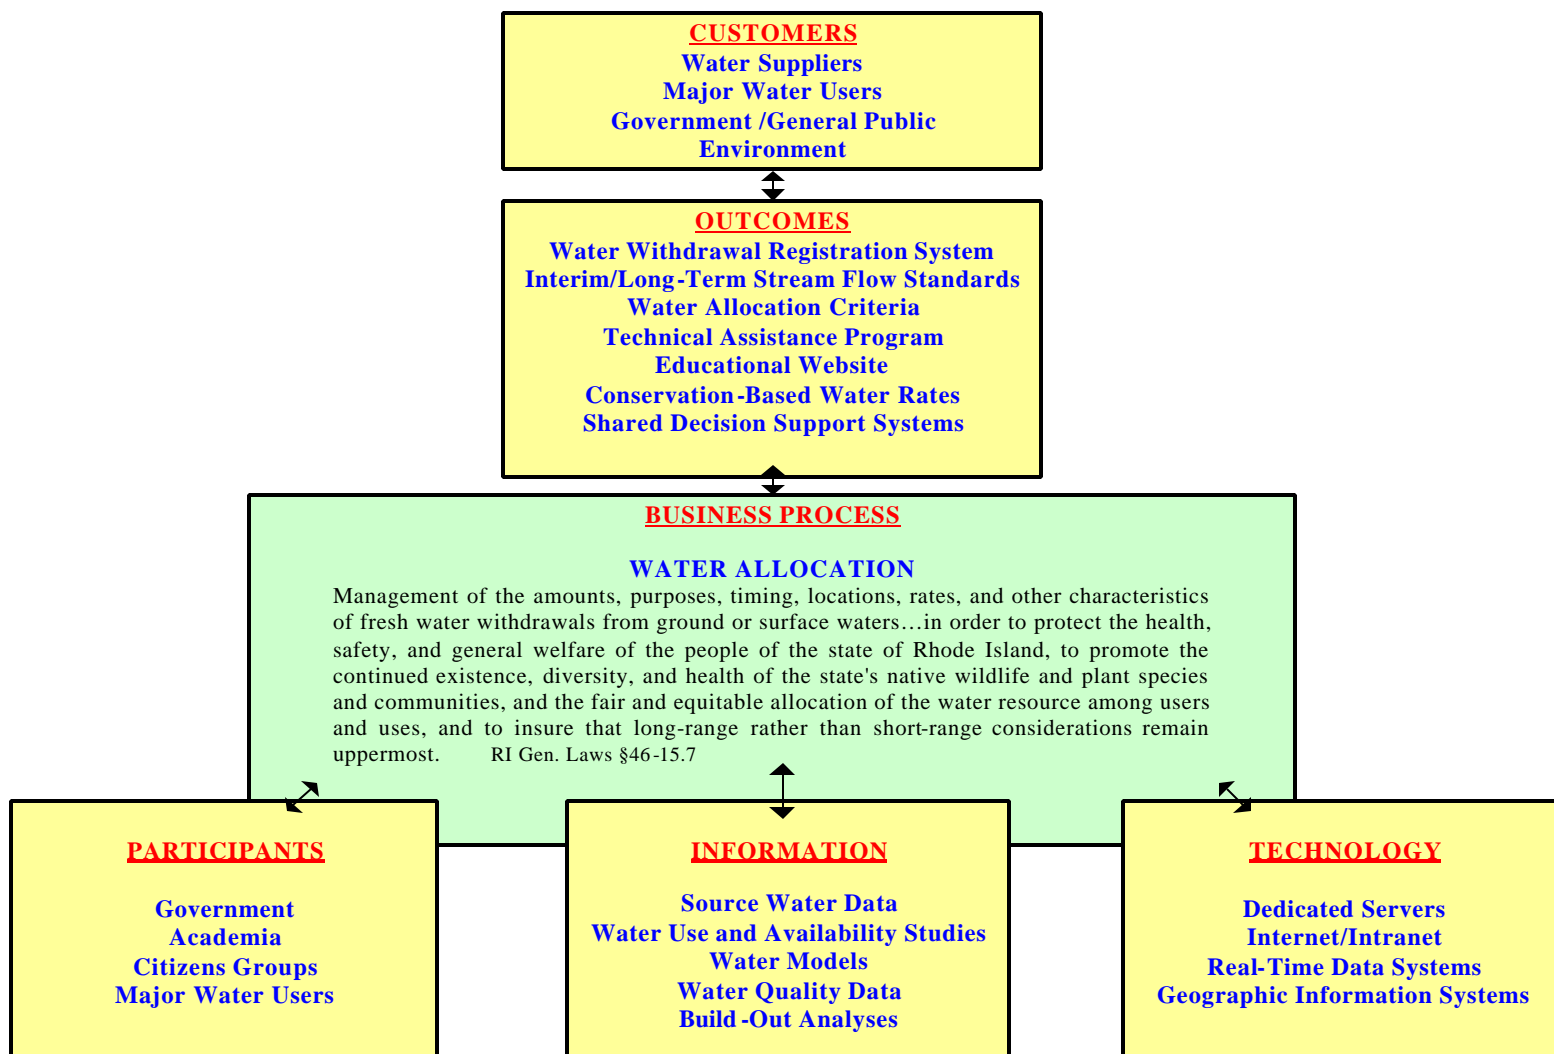 CUSTOMERS
Water Suppliers
Major Water Users
Government /General Public
Environment
OUTCOMES
Water Withdrawal Registration System
Interim/Long-Term Stream Flow Standards
Water Allocation Criteria
Technical Assistance Program
Educational Website
Conservation-Based Water Rates
Shared Decision Support Systems
BUSINESS PROCESS
WATER ALLOCATION
Management of the amounts, purposes, timing, locations, rates, and other characteristics
of fresh water withdrawals from ground or surface waters…in order to protect the health,
safety, and general welfare of the people of the state of Rhode Island, to promote the
continued existence, diversity, and health of the state's native wildlife and plant species
and communities, and the fair and equitable allocation of the water resource among users
and uses, and to insure that long-range rather than short-range considerations remain
uppermost. RI Gen. Laws §46-15.7
PARTICIPANTS
Government
Academia
Citizens Groups
Major Water Users
INFORMATION
Source Water Data
Water Use and Availability Studies
Water Models
Water Quality Data
Build-Out Analyses
TECHNOLOGY
Dedicated Servers
Internet/Intranet
Real-Time Data Systems
Geographic Information Systems